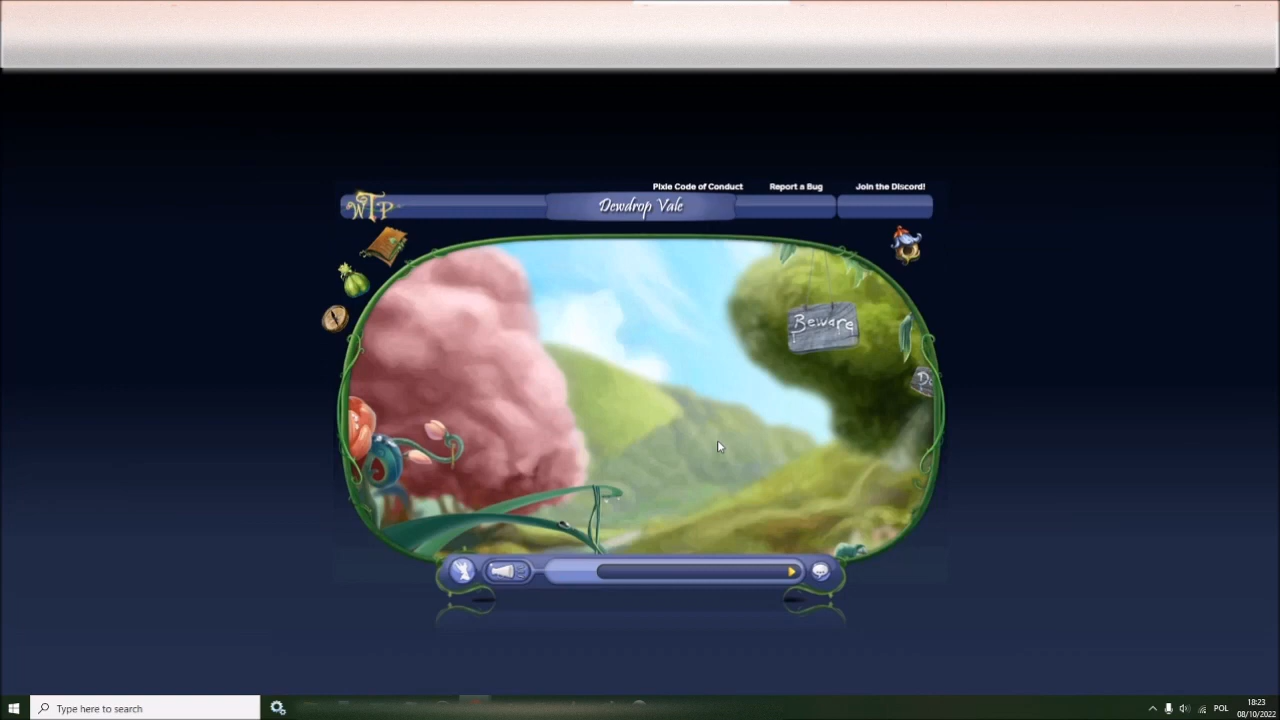 Pixie Code of Conduct
Report a Bug
Join the Discord!
WTP
Dewdrop Vale
Beware
Type here to search
POL
18:23
08/10/2022